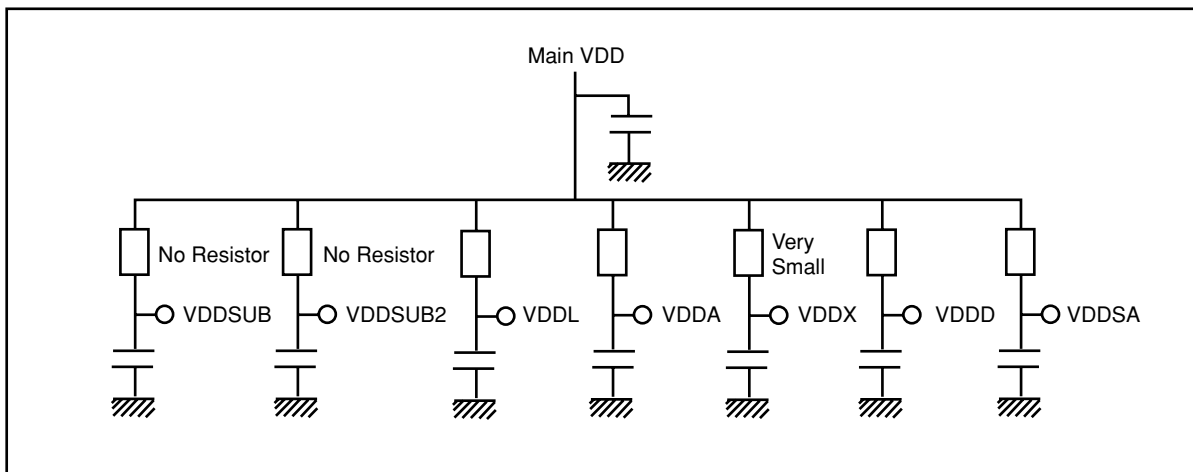 Main VDD
No Resistor
No Resistor
Very
Small
VDDSUB
VDDSUB2
VDDL
VDDA
VDDX
VDDD
VDDSA